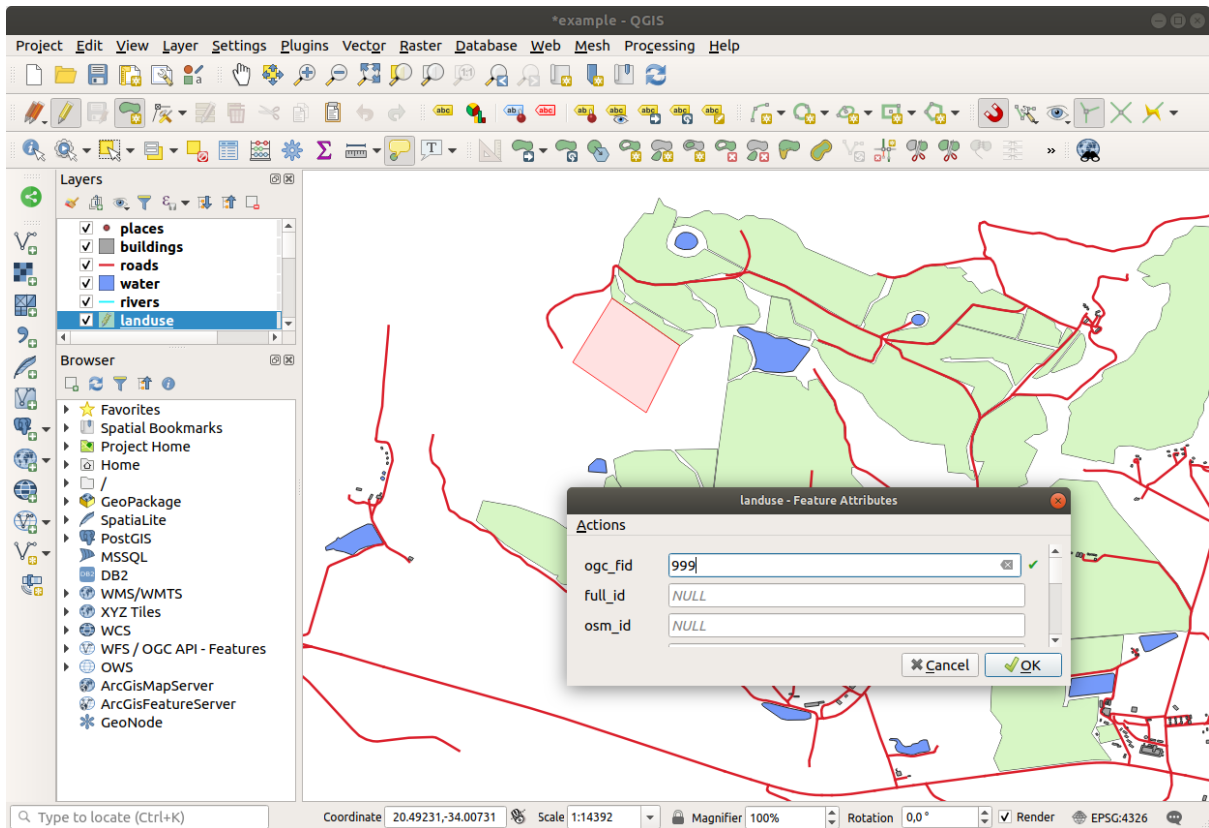 *example - QGIS
Project Edit View Layer Settings Plugins Vector Raster Database Web Mesh Processing Help
Layers
places
buildings
roads
water
rivers
landuse
Browser
Favorites
Spatial Bookmarks
Project Home
Home
/
GeoPackage
SpatiaLite
PostGIS
MSSQL
DB2
WMS/WMTS
XYZ Tiles
WCS
WFS / OGC API - Features
OWS
ArcGisMapServer
ArcGisFeatureServer
GeoNode
landuse - Feature Attributes
Actions
ogc_fid 999
full_id NULL
osm_id NULL
Cancel OK
Type to locate (Ctrl+K) Coordinate 20.49231,-34.00731 Scale 1:14392 Magnifier 100% Rotation 0,0 ° Render EPSG:4326